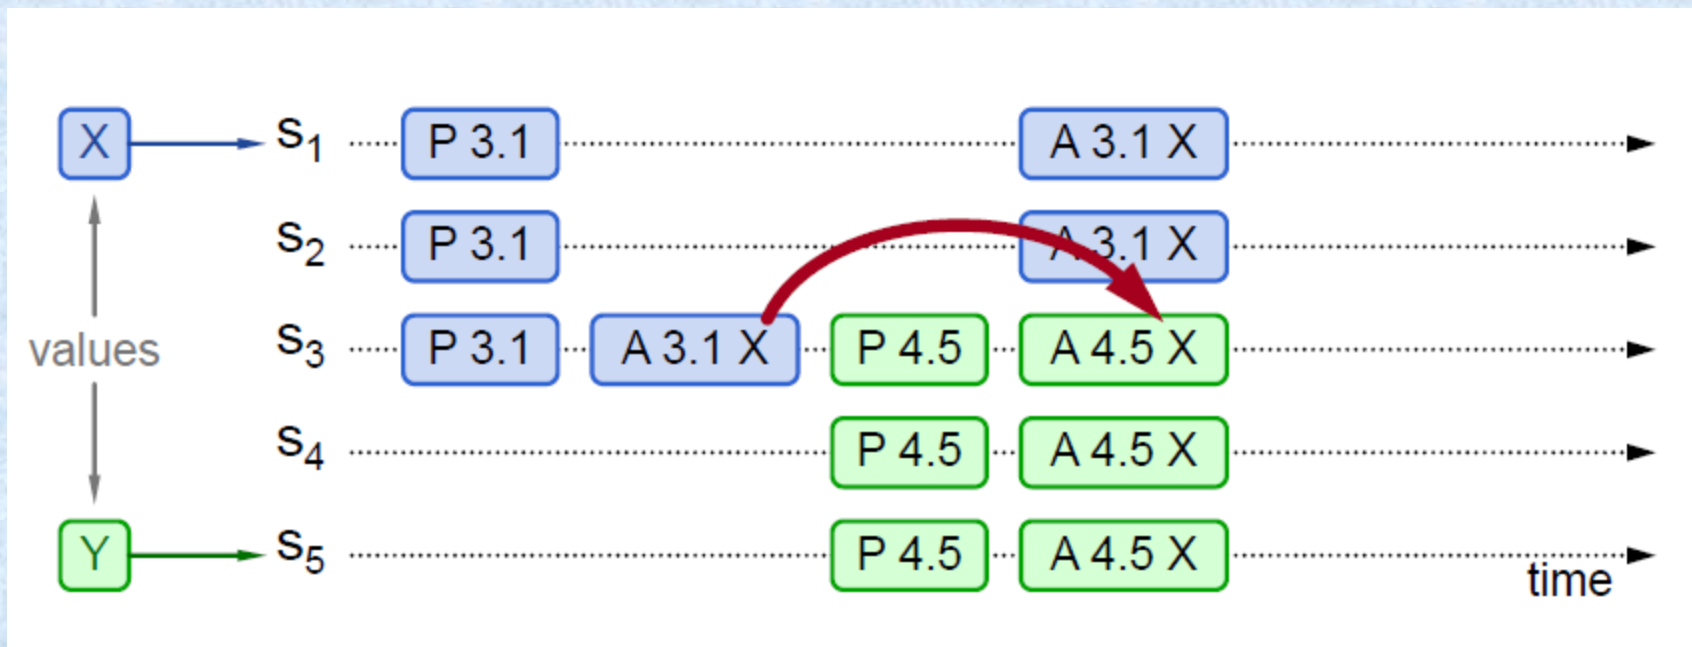 X S1 P 3.1 A 3.1 X
S2 P 3.1 A 3.1 X
values S3 P 3.1 A 3.1 X P 4.5 A 4.5 X
S4 P 4.5 A 4.5 X
Y S5 P 4.5 A 4.5 X
time